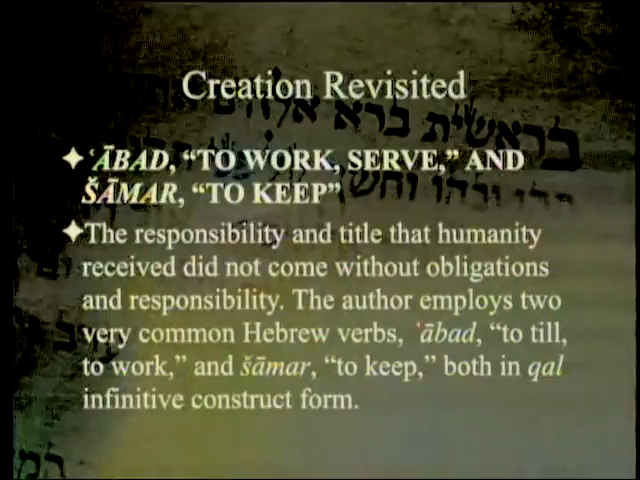 Creation Revisited
בראשית ברא אלהים
✦ ʿĀBAD, “TO WORK, SERVE,” AND
ŠĀMAR, “TO KEEP”
✦ The responsibility and title that humanity
received did not come without obligations
and responsibility. The author employs two
very common Hebrew verbs, ʿābad, “to till,
to work,” and šāmar, “to keep,” both in qal
infinitive construct form.